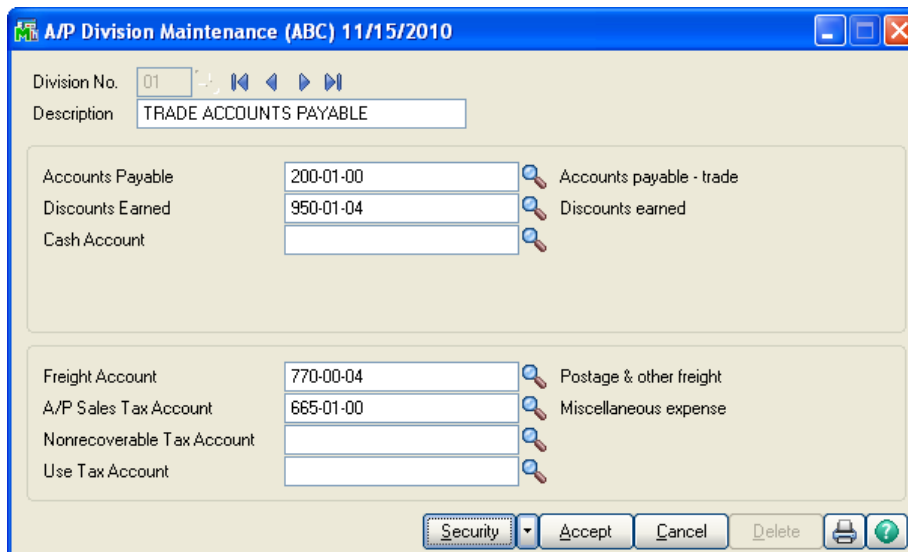 A/P Division Maintenance (ABC) 11/15/2010
Division No. 01
Description TRADE ACCOUNTS PAYABLE
Accounts Payable 200-01-00 Accounts payable - trade
Discounts Earned 950-01-04 Discounts earned
Cash Account
Freight Account 770-00-04 Postage & other freight
A/P Sales Tax Account 665-01-00 Miscellaneous expense
Nonrecoverable Tax Account
Use Tax Account
Security Accept Cancel Delete ?